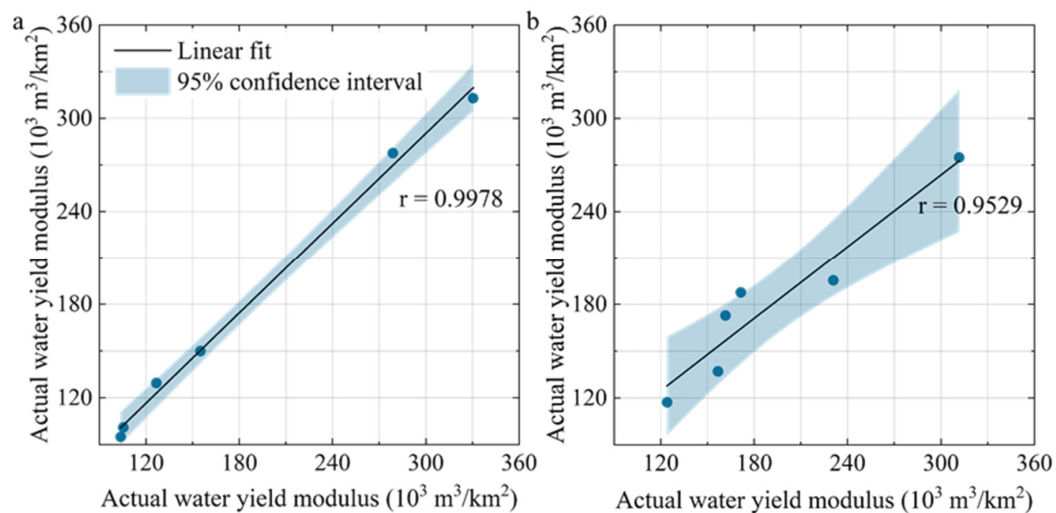 a
360
300
240
180
120
Actual water yield modulus (10³ m³/km²)
Linear fit
95% confidence interval
r = 0.9978
120 180 240 300 360
Actual water yield modulus (10³ m³/km²)
b
360
300
240
180
120
Actual water yield modulus (10³ m³/km²)
r = 0.9529
120 180 240 300 360
Actual water yield modulus (10³ m³/km²)